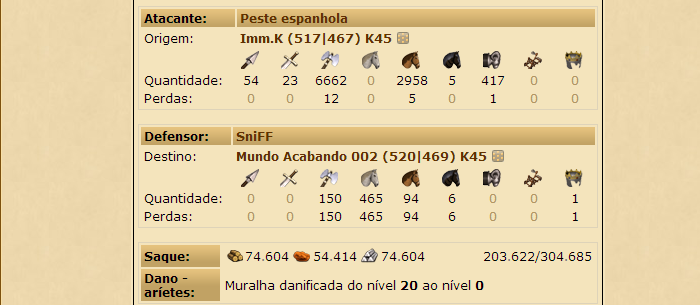 Atacante: Peste espanhola
Origem: Imm.K (517|467) K45
Quantidade: 54 23 6662 0 2958 5 417 0 0
Perdas: 0 0 12 0 5 0 1 0 0
Defensor: SniFF
Destino: Mundo Acabando 002 (520|469) K45
Quantidade: 0 0 150 465 94 6 0 0 1
Perdas: 0 0 150 465 94 6 0 0 1
Saque: 74.604 54.414 74.604 203.622/304.685
Dano -
aríetes: Muralha danificada do nível 20 ao nível 0